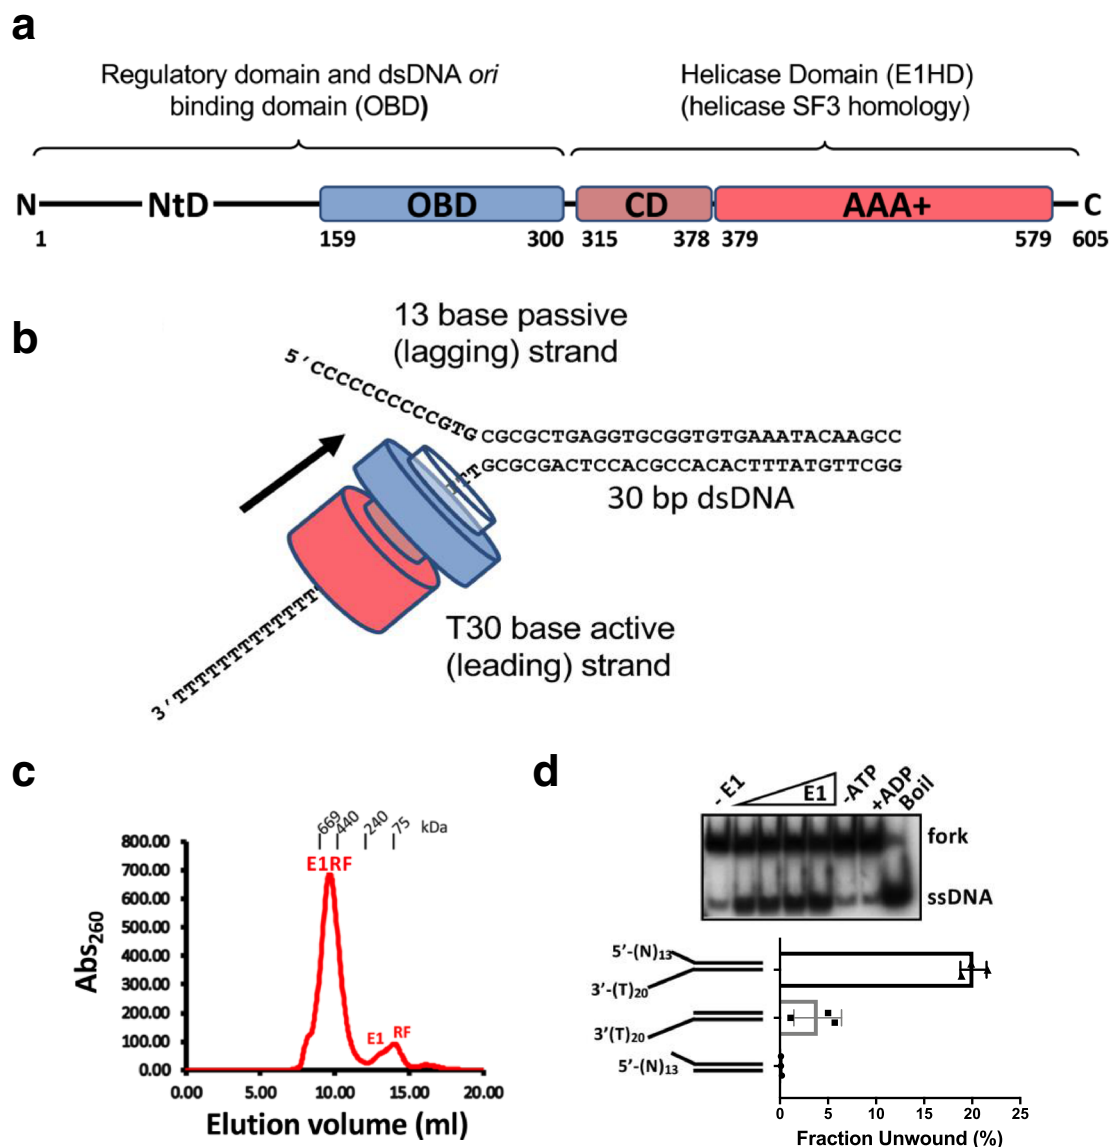 a
Regulatory domain and dsDNA ori
binding domain (OBD)
Helicase Domain (E1HD)
(helicase SF3 homology)
N NtD OBD CD AAA+ C
1 159 300 315 378 379 579 605
b
13 base passive
(lagging) strand
5′CCCCCCCCCCGTG
CGCGCTGAGGTGCGGTGTGAAATACAAGCC
GCGCGACTCCACGCCACACTTTATGTTCGG
30 bp dsDNA
T30 base active
(leading) strand
c
669 440 240 75 kDa
E1RF
E1 RF
800.00
700.00
600.00
500.00
400.00
300.00
200.00
100.00
0.00
0.00 5.00 10.00 15.00 20.00
Abs260
Elution volume (ml)
d
- E1 E1 -ATP +ADP Boil
fork
ssDNA
5’-(N)13
3’-(T)20
3’(T)20
5’-(N)13
0 5 10 15 20 25
Fraction Unwound (%)